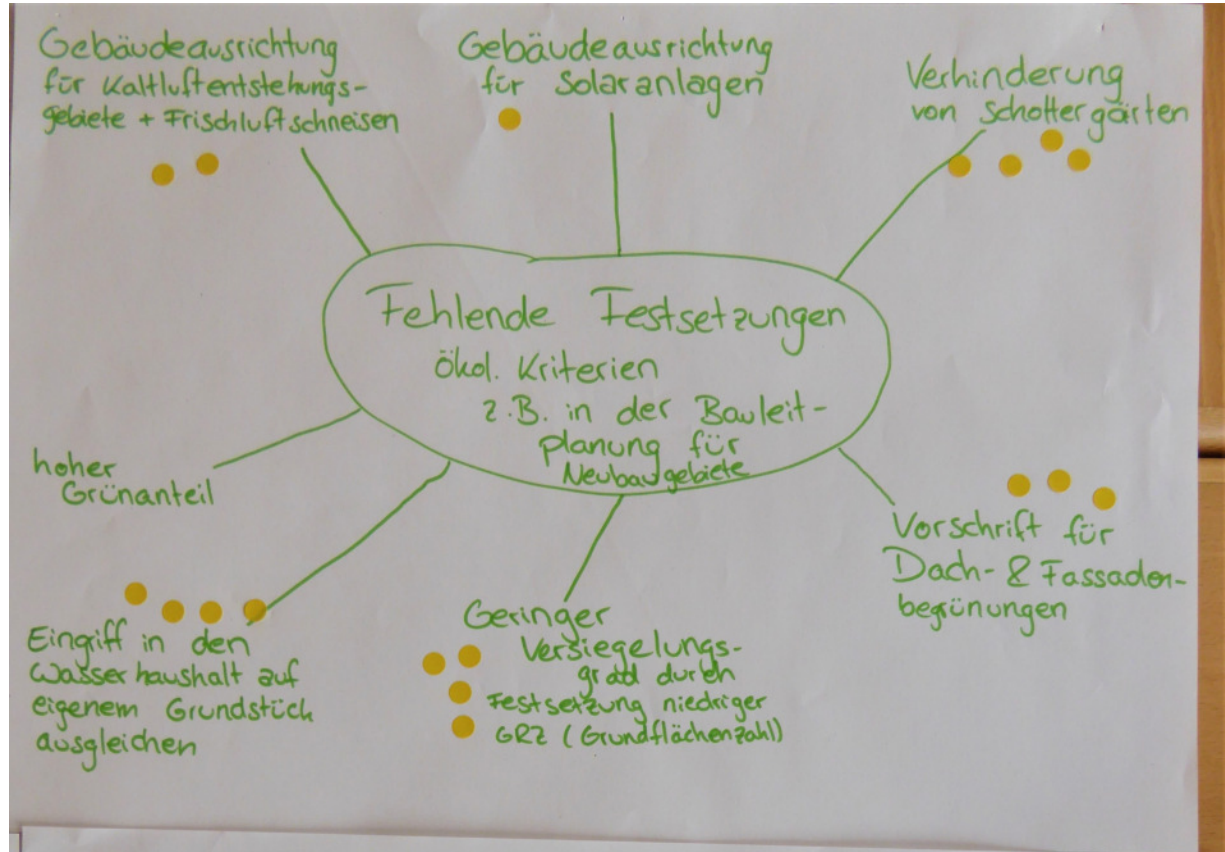 Gebäudeausrichtung
für Kaltluftentstehungs-
gebiete + Frischluftschneisen
Gebäudeausrichtung
für Solaranlagen
Verhinderung
von Schottergärten
Fehlende Festsetzungen
ökol. Kriterien
z.B. in der Bauleit-
planung für
Neubaugebiete
hoher
Grünanteil
Vorschrift für
Dach- & Fassaden-
begrünungen
Eingriff in den
Wasserhaushalt auf
eigenem Grundstück
ausgleichen
Geringer
Versiegelungs-
grad durch
Festsetzung niedriger
GRZ (Grundflächenzahl)